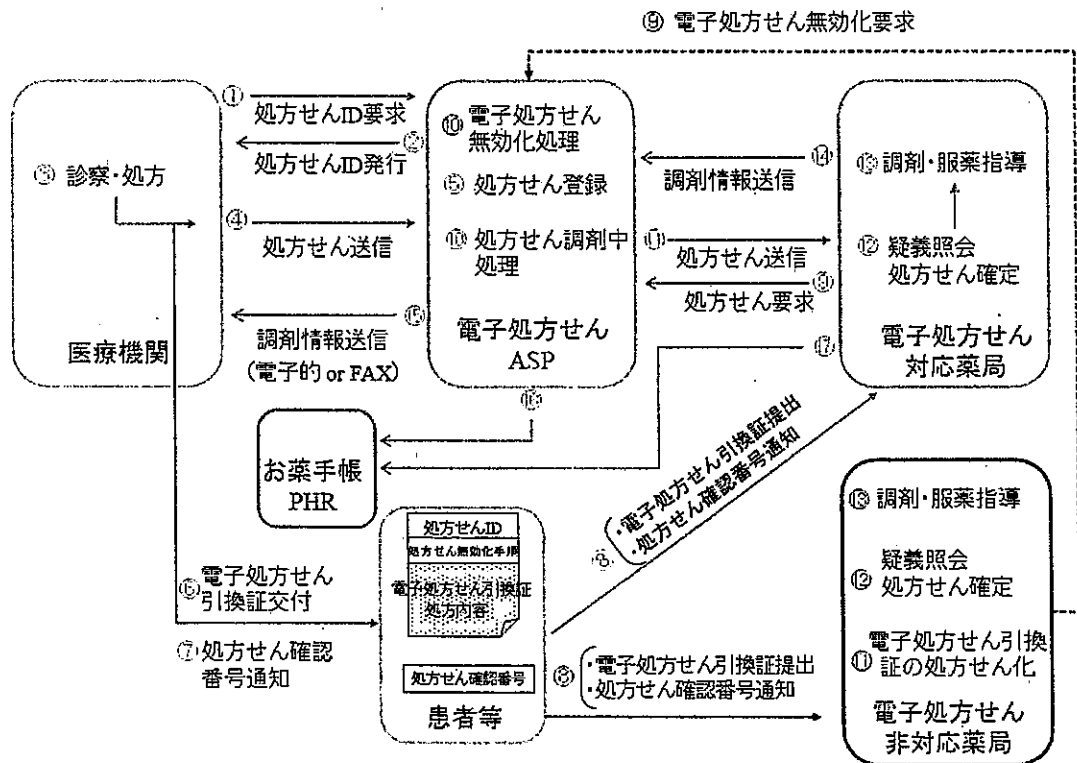 ⑨ 電子処方せん無効化要求
①
処方せんID要求
②
処方せんID発行
③ 診察・処方
④
処方せん送信
⑮
調剤情報送信
(電子的 or FAX)
医療機関
⑩ 電子処方せん
無効化処理
⑤ 処方せん登録
⑩ 処方せん調剤中
処理
電子処方せん
ASP
⑭
調剤情報送信
⑪
処方せん送信
⑨
処方せん要求
⑰
⑬ 調剤・服薬指導
⑫ 疑義照会
処方せん確定
電子処方せん
対応薬局
⑯
お薬手帳
PHR
⑥ 電子処方せん
引換証交付
⑦ 処方せん確認
番号通知
処方せんID
処方せん無効化手順
電子処方せん引換証
処方内容
処方せん確認番号
患者等
⑧
・電子処方せん引換証提出
・処方せん確認番号通知
⑧
・電子処方せん引換証提出
・処方せん確認番号通知
⑬ 調剤・服薬指導
⑫ 疑義照会
処方せん確定
⑪ 電子処方せん引換
証の処方せん化
電子処方せん
非対応薬局